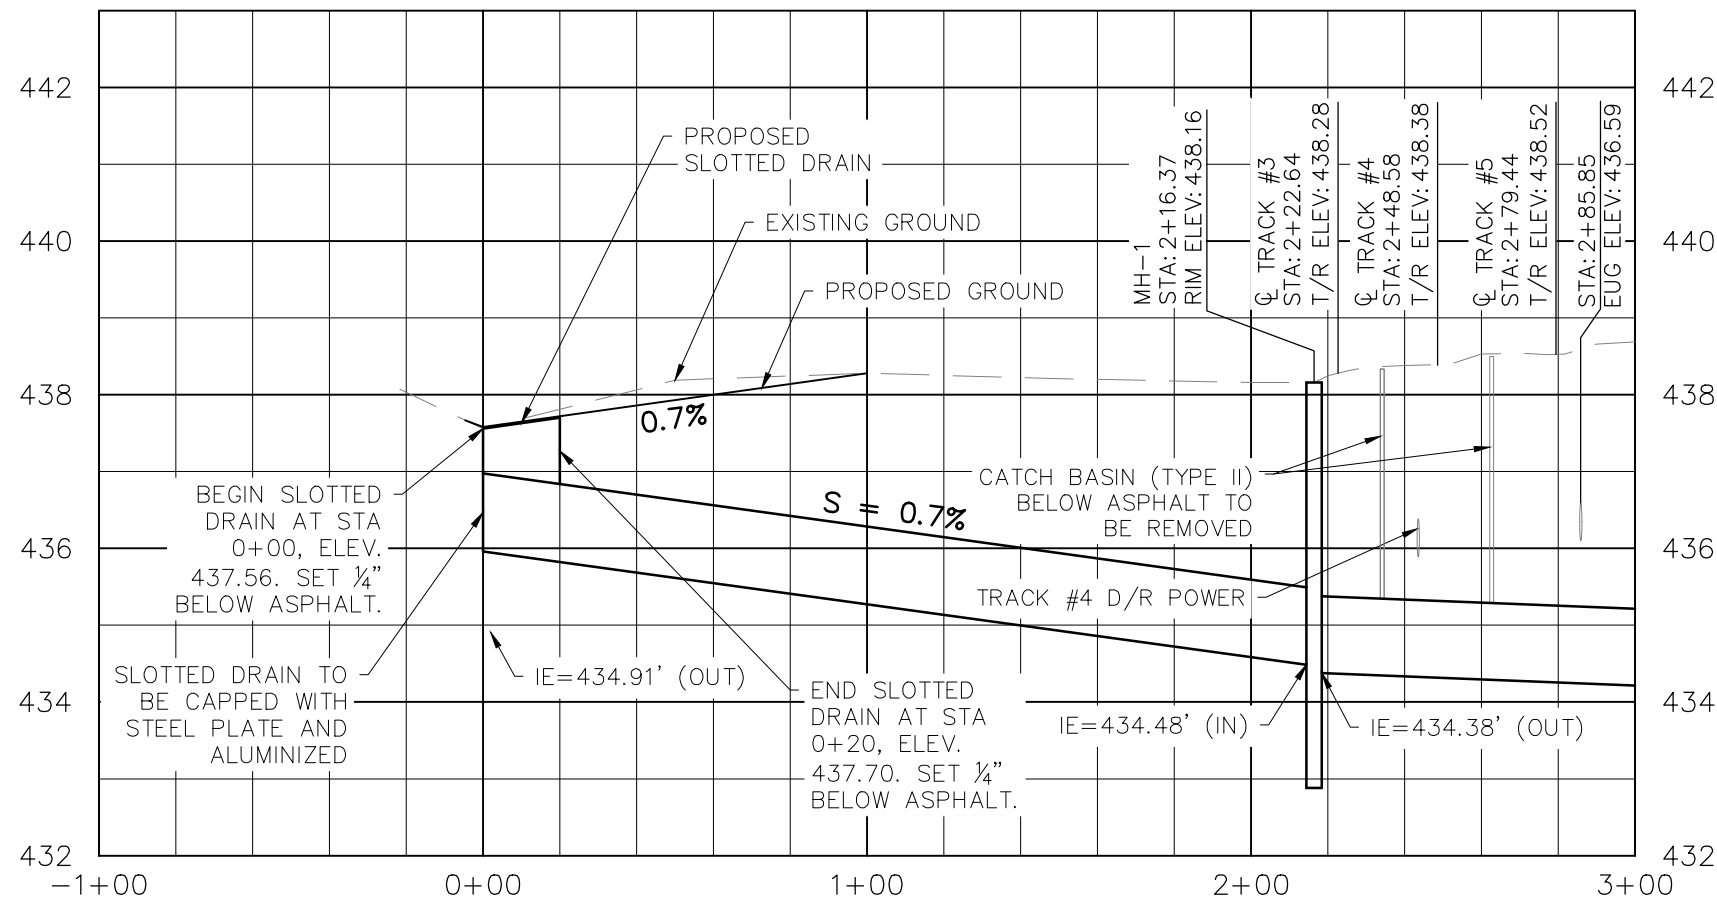 442
440
438
436
434
432
442
440
438
436
434
432
-1+00
0+00
1+00
2+00
3+00
PROPOSED
SLOTTED DRAIN
EXISTING GROUND
PROPOSED GROUND
0.7%
S = 0.7%
BEGIN SLOTTED
DRAIN AT STA
0+00, ELEV.
437.56. SET ¼”
BELOW ASPHALT.
SLOTTED DRAIN TO
BE CAPPED WITH
STEEL PLATE AND
ALUMINIZED
IE=434.91' (OUT)
END SLOTTED
DRAIN AT STA
0+20, ELEV.
437.70. SET ¼”
BELOW ASPHALT.
CATCH BASIN (TYPE II)
BELOW ASPHALT TO
BE REMOVED
TRACK #4 D/R POWER
IE=434.48' (IN)
IE=434.38' (OUT)
MH-1
STA: 2+16.37
RIM ELEV: 438.16
℄ TRACK #3
STA: 2+22.64
T/R ELEV: 438.28
℄ TRACK #4
STA: 2+48.58
T/R ELEV: 438.38
℄ TRACK #5
STA: 2+79.44
T/R ELEV: 438.52
STA: 2+85.85
EUG ELEV: 436.59